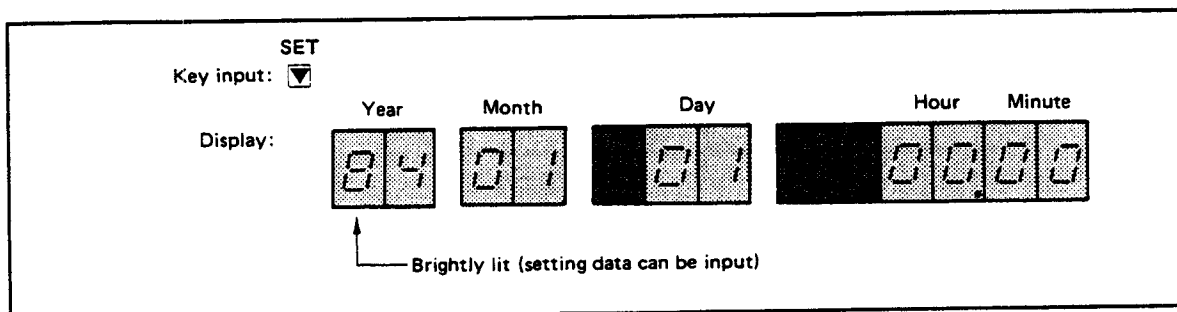 SET
Key input: ▼
Year Month Day Hour Minute
Display: 84 01 01 00.00
Brightly lit (setting data can be input)